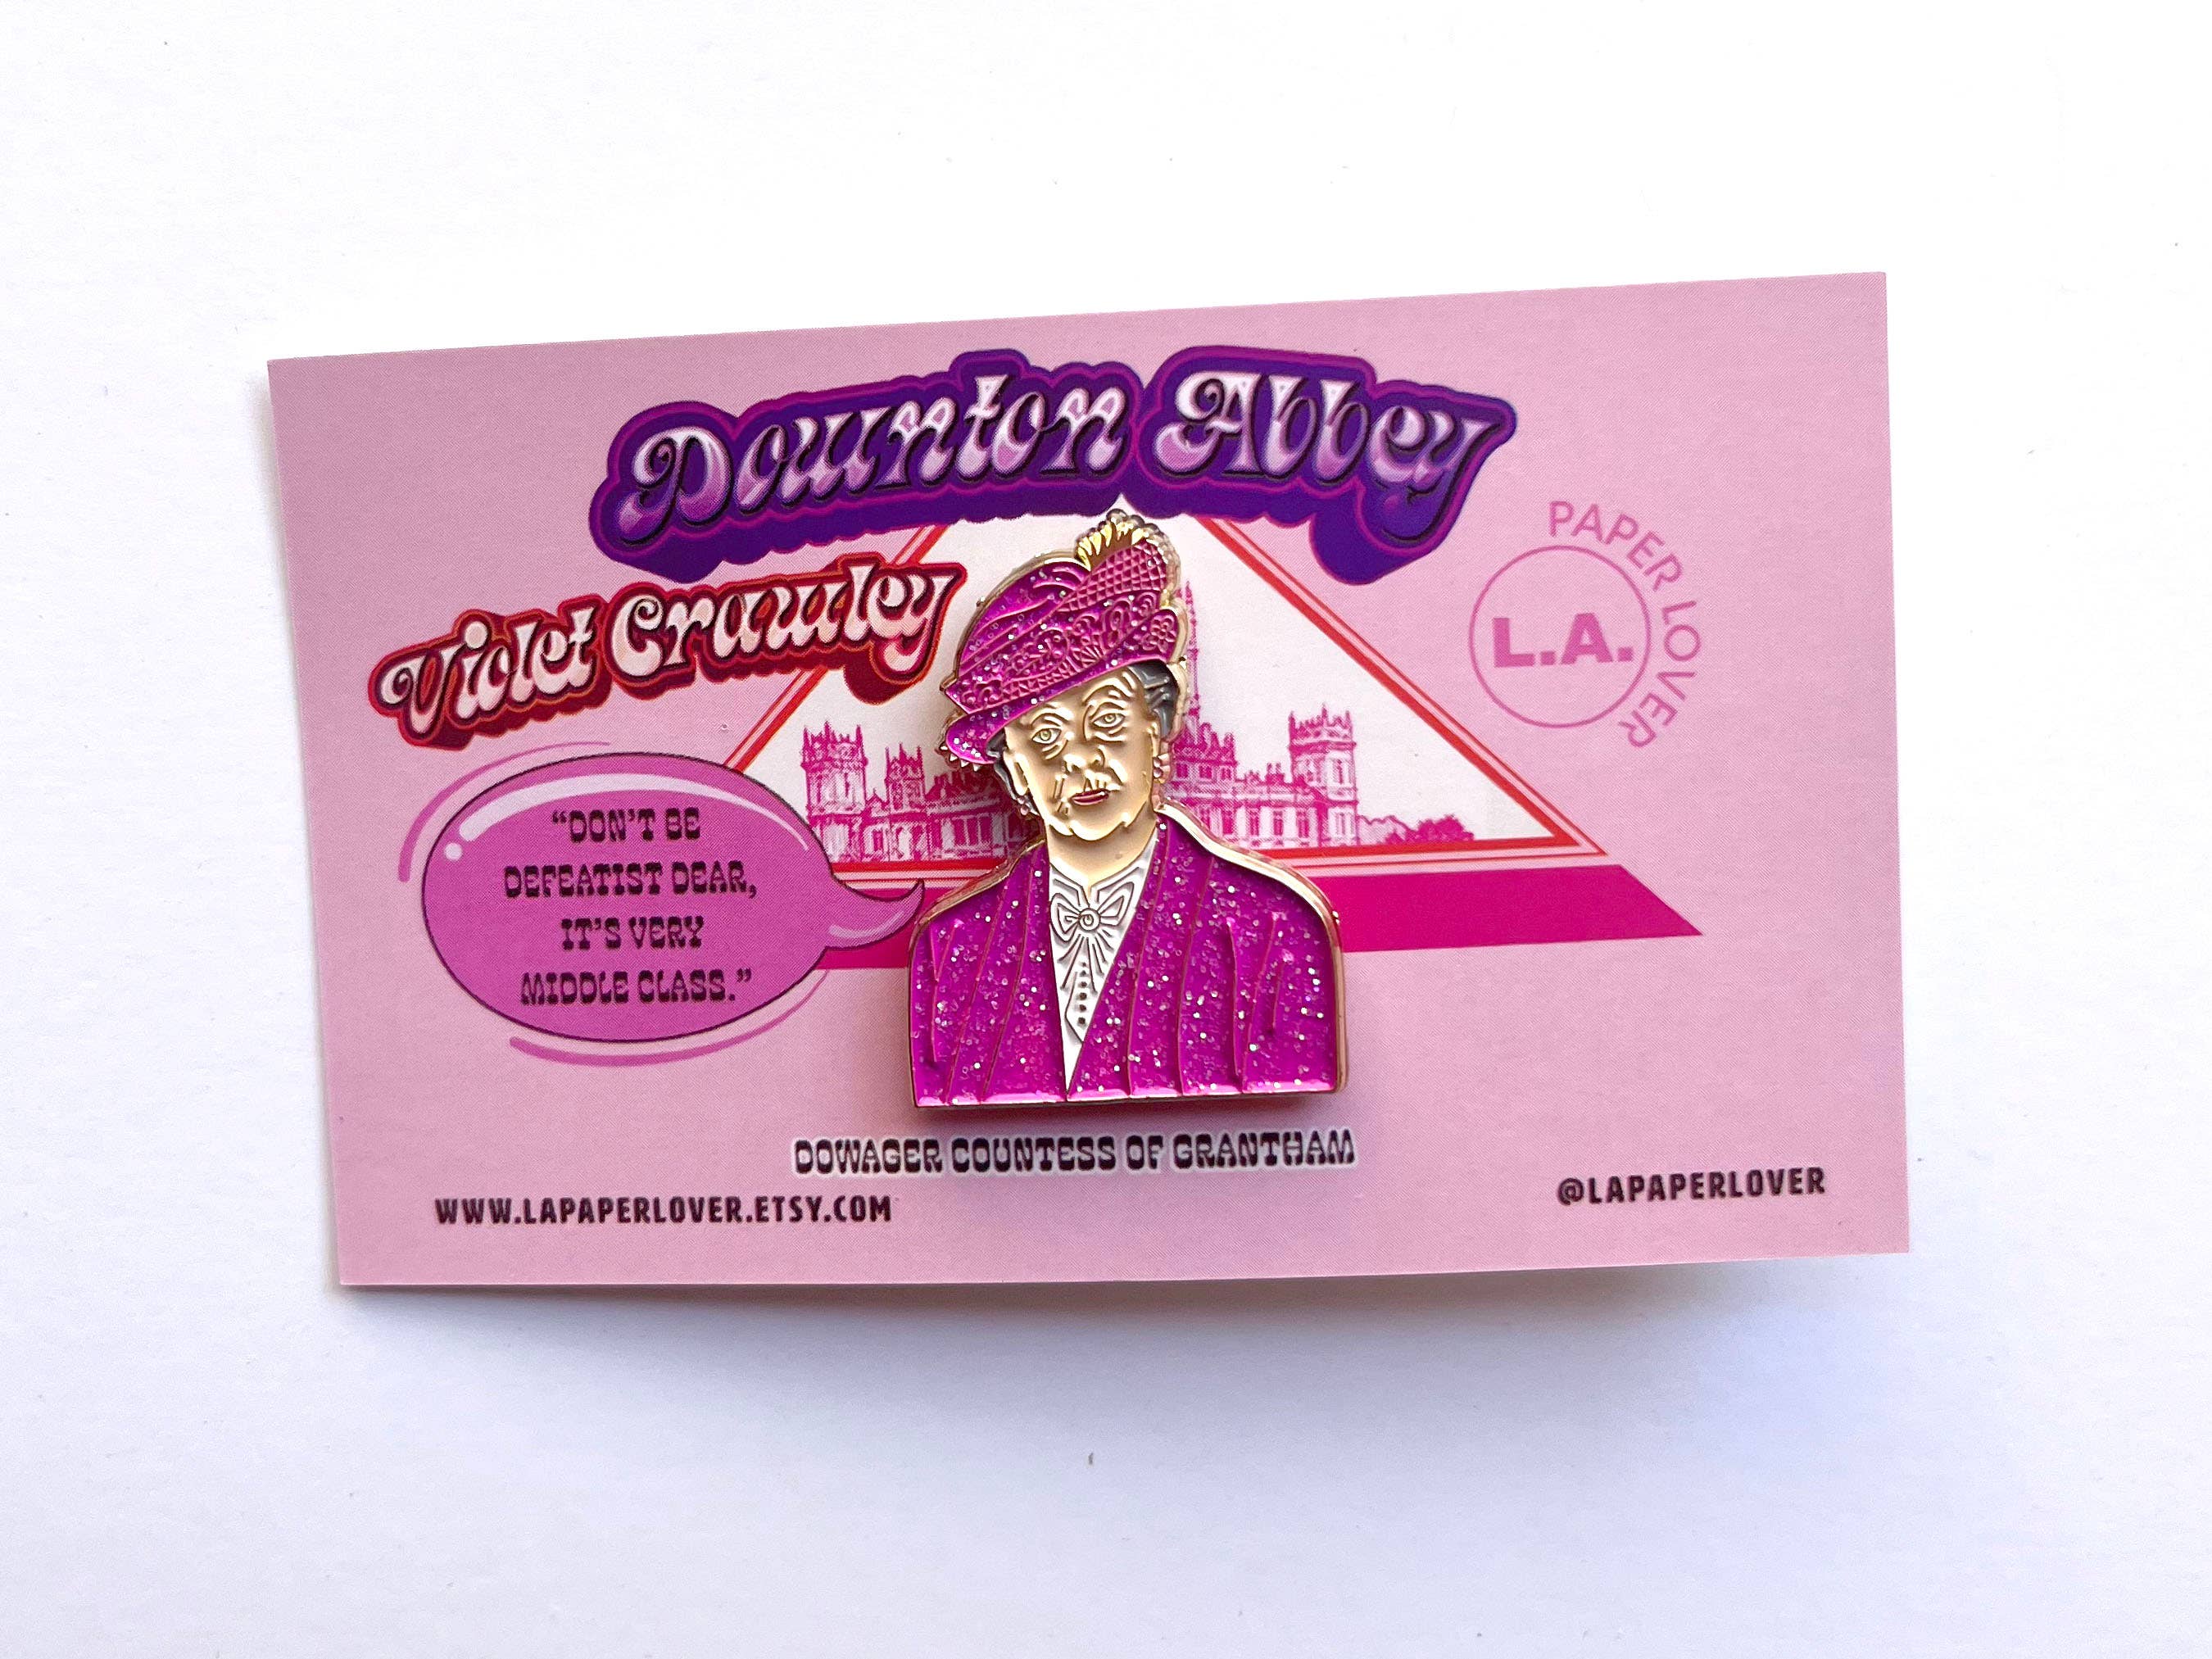 Downton Abbey
Violet Crawley
PAPER LOVER
L.A.
“DON’T BE
DEFEATIST DEAR,
IT’S VERY
MIDDLE CLASS.”
DOWAGER COUNTESS OF GRANTHAM
WWW.LAPAPERLOVER.ETSY.COM
@LAPAPERLOVER